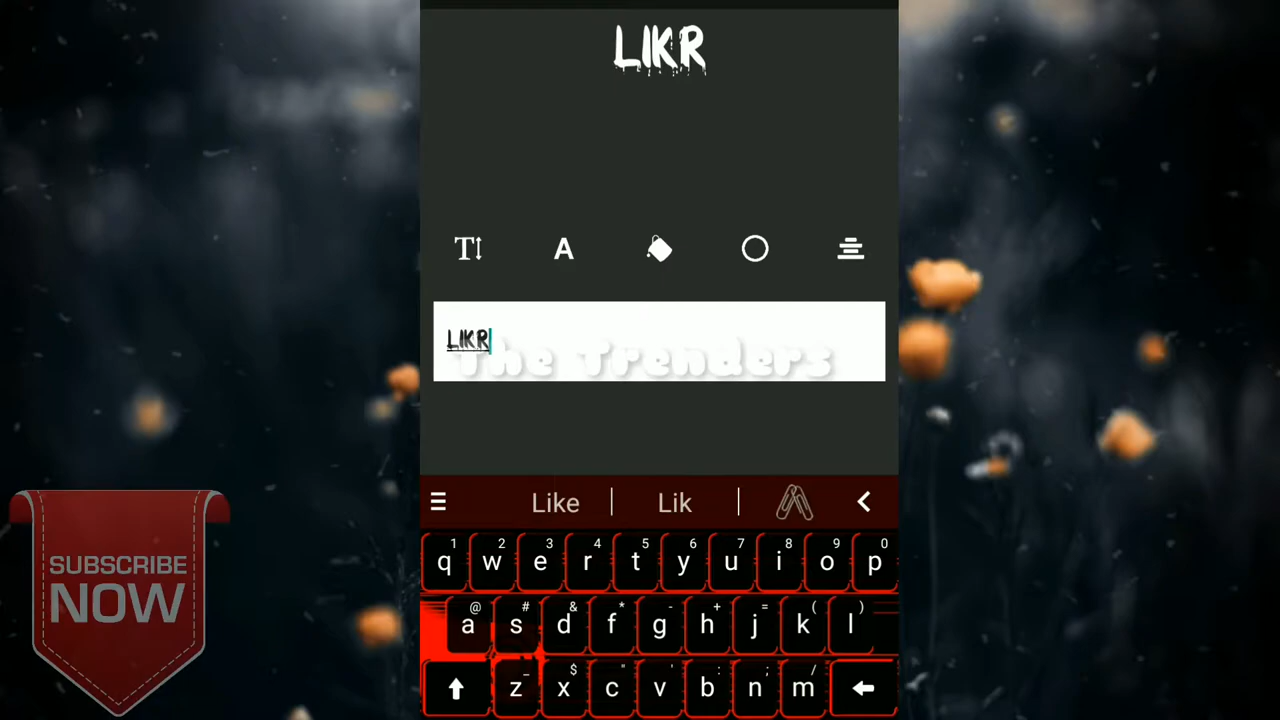 LIKR
T A
LIKR
The Trenders
Like Lik
1 2 3 4 5 6 7 8 9 0
q w e r t y u i o p
@ # & * - + = ( )
a s d f g h j k l
_ $ " ' : ; /
z x c v b n m
SUBSCRIBE
NOW